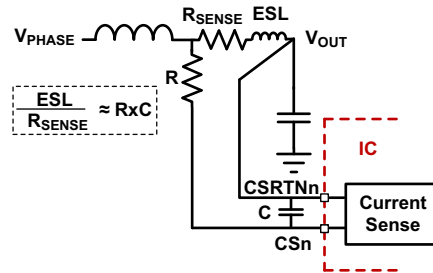 RSENSE ESL
VPHASE
VOUT
R
ESL
RSENSE
≈ RxC
IC
CSRTNn
C
Current
Sense
CSn